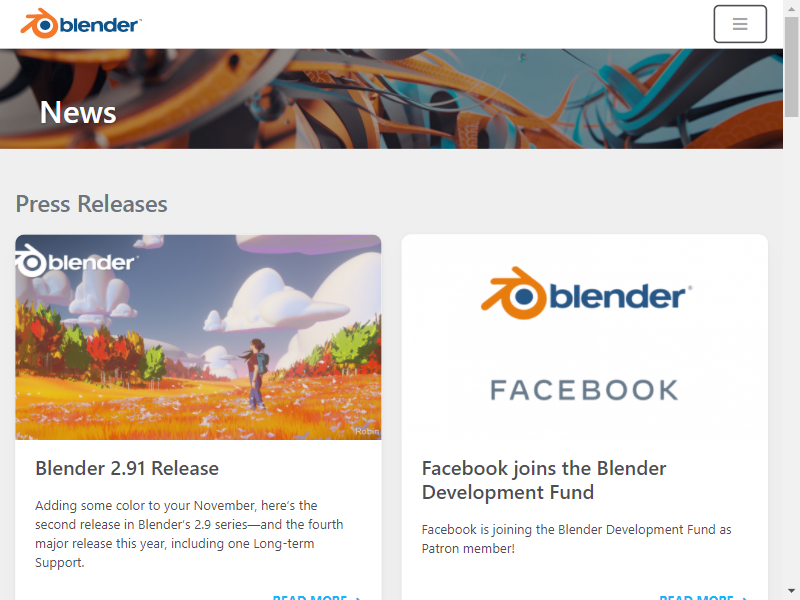 blender
News
Press Releases
blender
Robin
Blender 2.91 Release
Adding some color to your November, here's the
second release in Blender's 2.9 series—and the fourth
major release this year, including one Long-term
Support.
READ MORE
blender
FACEBOOK
Facebook joins the Blender
Development Fund
Facebook is joining the Blender Development Fund as
Patron member!
READ MORE